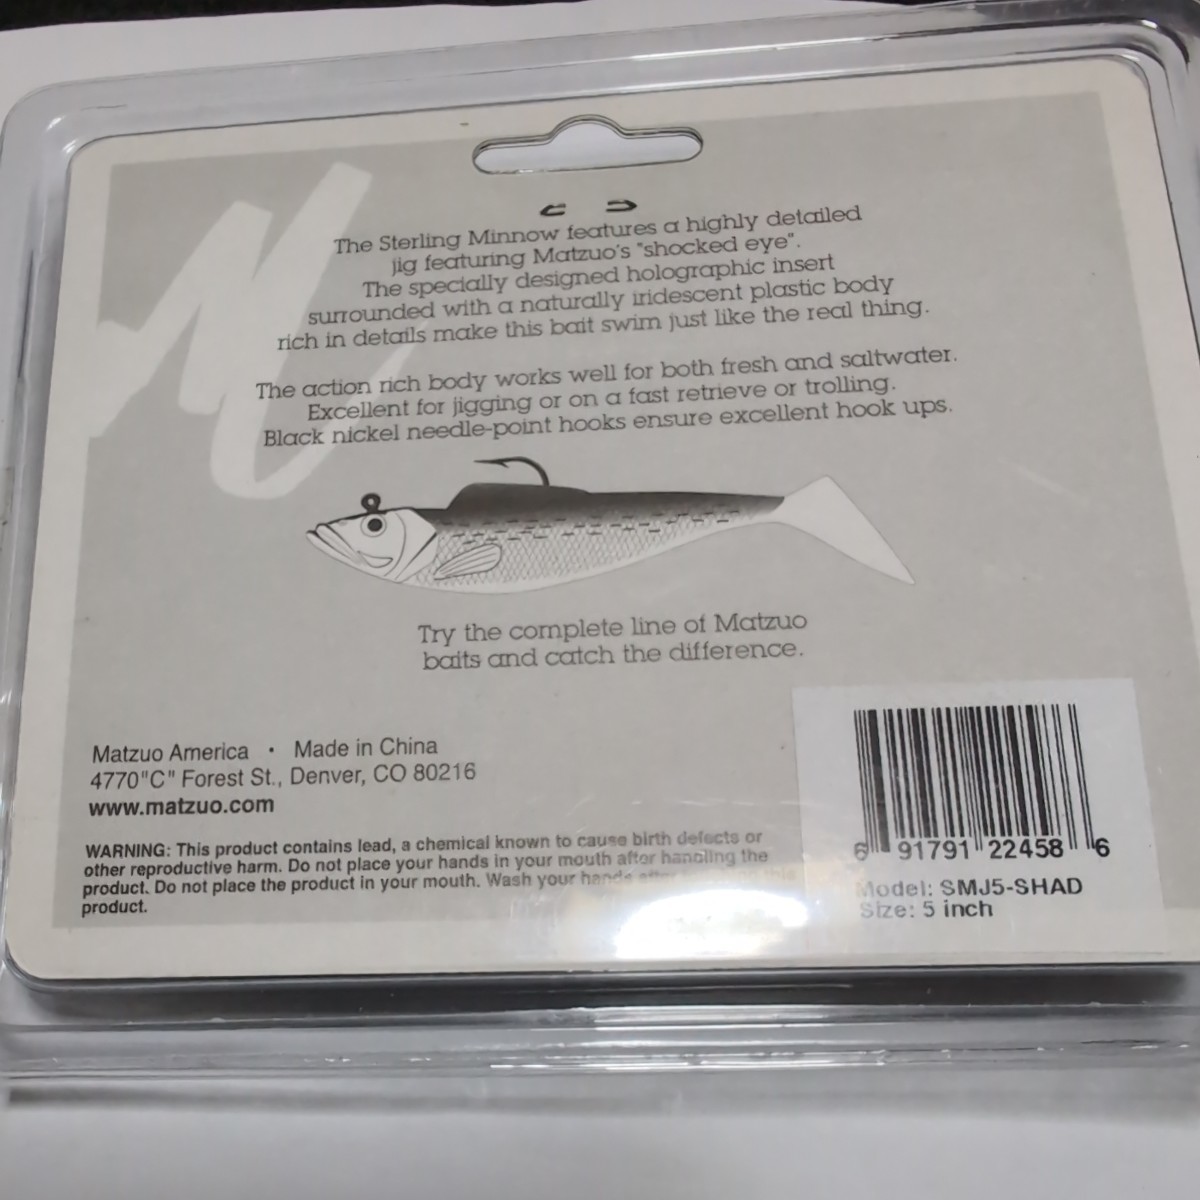 The Sterling Minnow features a highly detailed
jig featuring Matzuo's "shocked eye".
The specially designed holographic insert
surrounded with a naturally iridescent plastic body
rich in details make this bait swim just like the real thing.
The action rich body works well for both fresh and saltwater.
Excellent for jigging or on a fast retrieve or trolling.
Black nickel needle-point hooks ensure excellent hook ups.
Try the complete line of Matzuo
baits and catch the difference.
Matzuo America • Made in China
4770"C" Forest St., Denver, CO 80216
www.matzuo.com
WARNING: This product contains lead, a chemical known to cause birth defects or
other reproductive harm. Do not place your hands in your mouth after handling the
product. Do not place the product in your mouth. Wash your hands after handling this
product.
6 91791 22458 6
Model: SMJ5-SHAD
Size: 5 inch